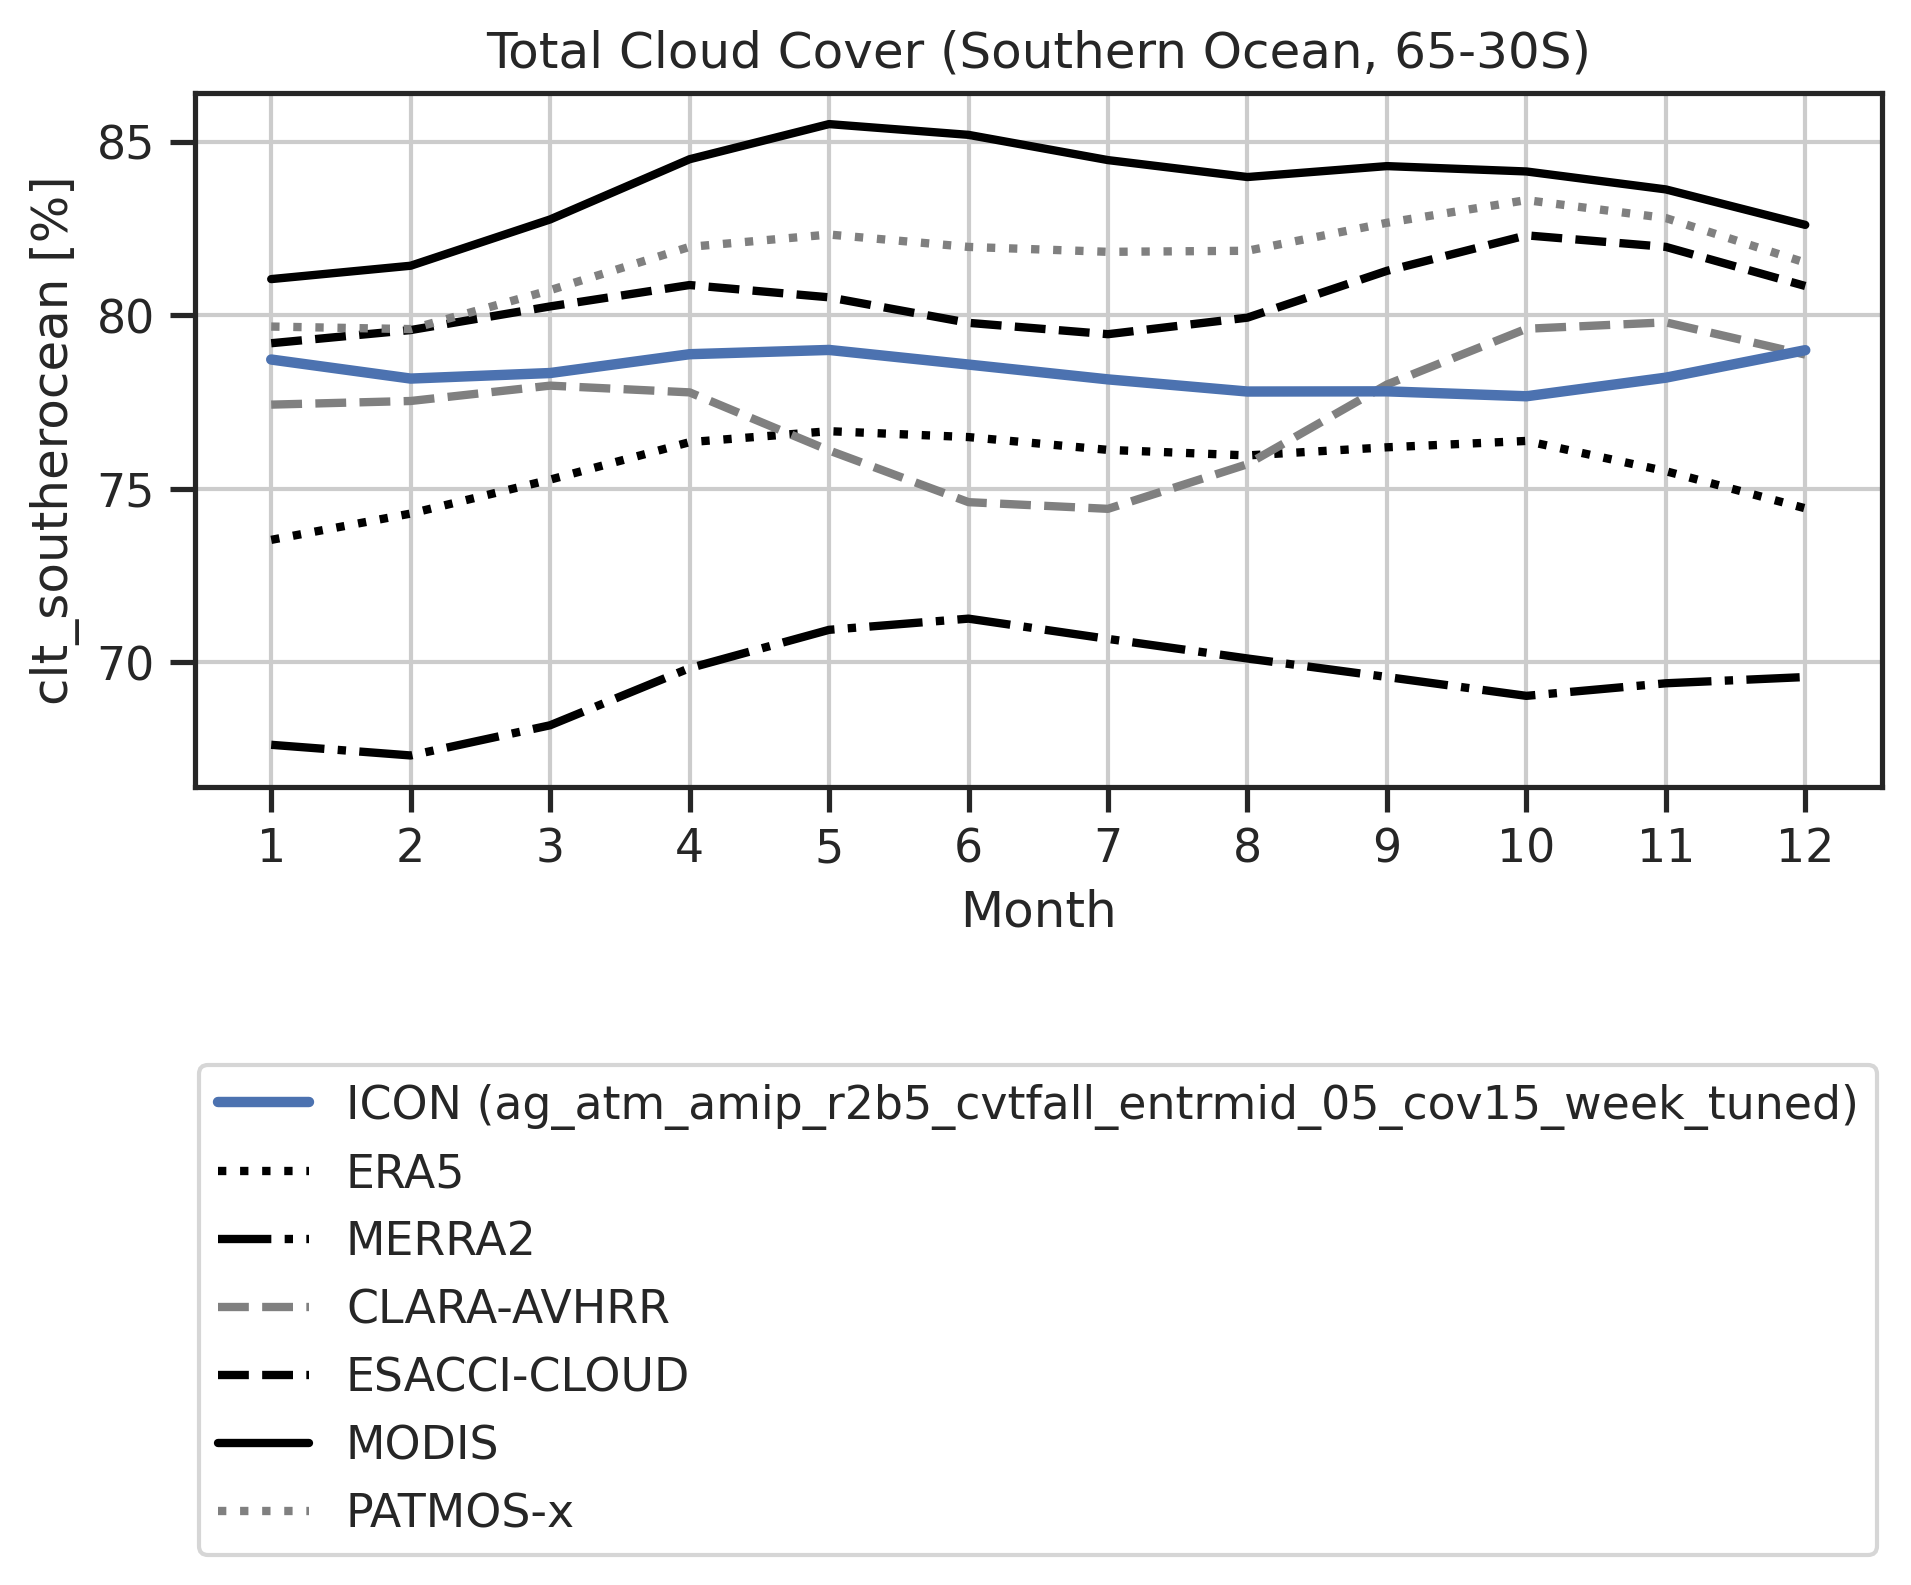 Total Cloud Cover (Southern Ocean, 65-30S)
clt_southerocean [%]
85
80
75
70
1 2 3 4 5 6 7 8 9 10 11 12
Month
ICON (ag_atm_amip_r2b5_cvtfall_entrmid_05_cov15_week_tuned)
ERA5
MERRA2
CLARA-AVHRR
ESACCI-CLOUD
MODIS
PATMOS-x